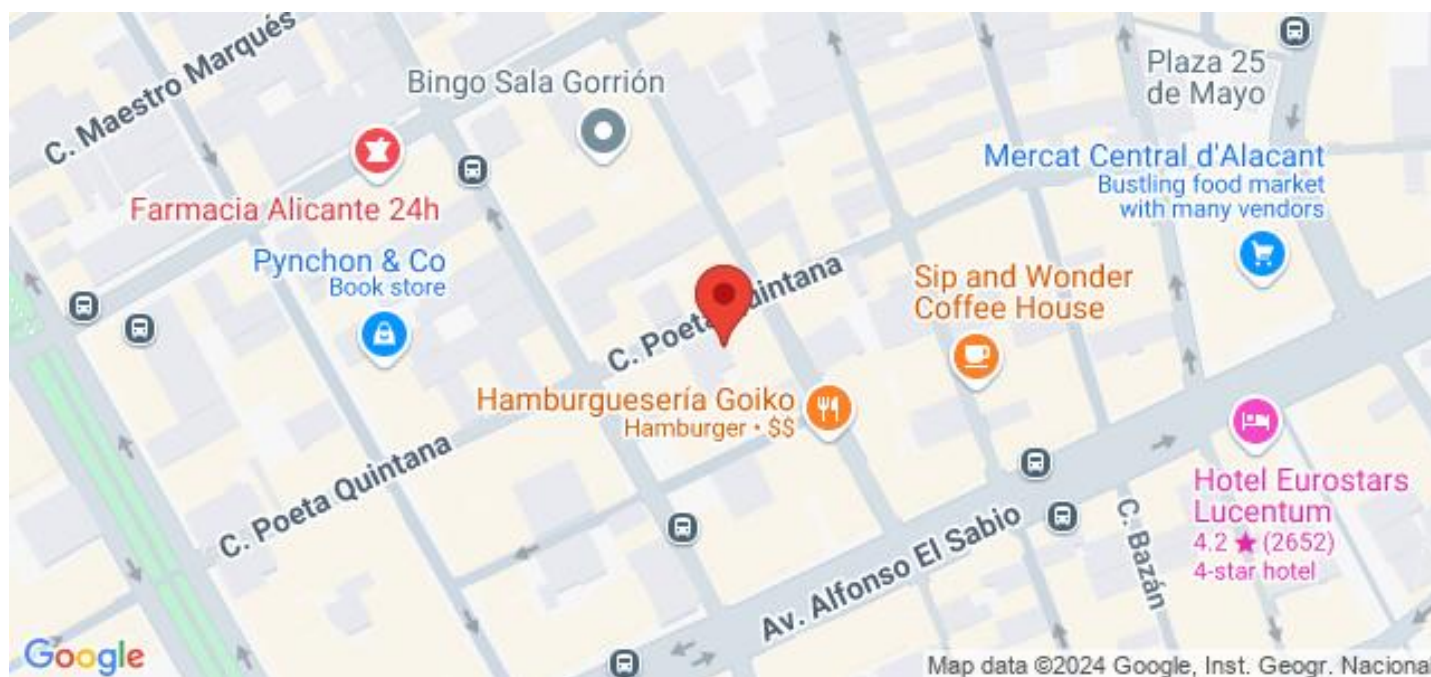 C. Maestro Marqués
Bingo Sala Gorrión
Plaza 25
de Mayo
Mercat Central d'Alacant
Bustling food market
with many vendors
Farmacia Alicante 24h
Pynchon & Co
Book store
C. Poeta Quintana
Sip and Wonder
Coffee House
Hamburguesería Goiko
Hamburger • $$
C. Poeta Quintana
Hotel Eurostars
Lucentum
4.2 ★ (2652)
4-star hotel
C. Bazán
Av. Alfonso El Sabio
Google
Map data ©2024 Google, Inst. Geogr. Nacional